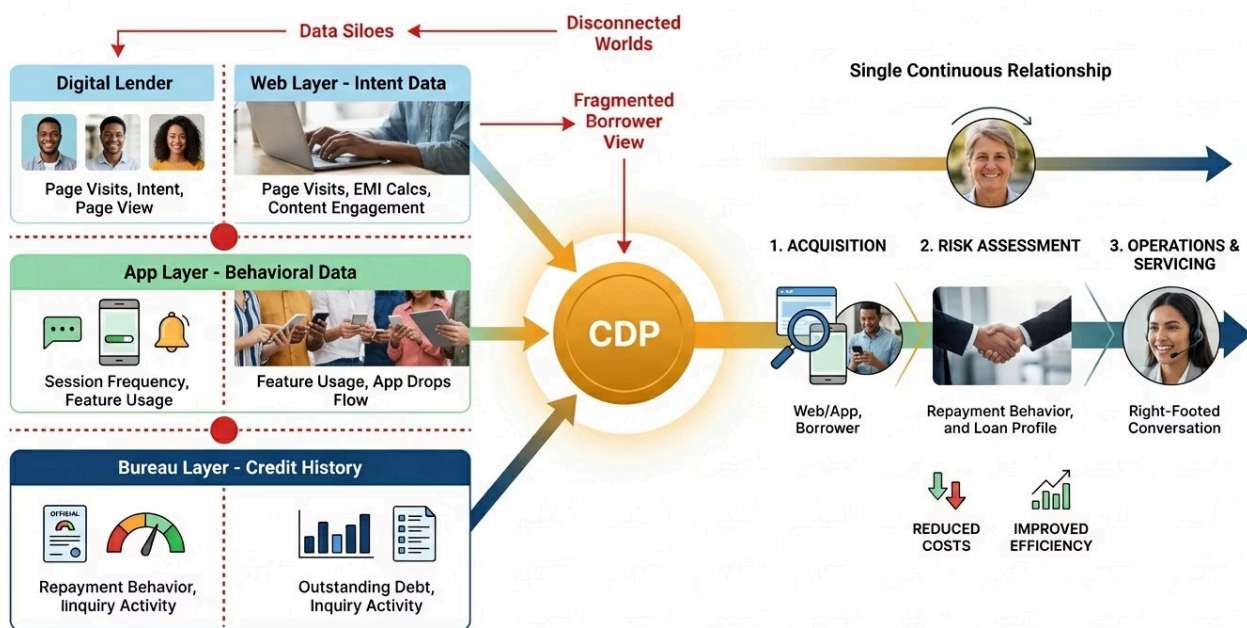 Data Siloes
Disconnected
Worlds
Digital Lender
Page Visits, Intent,
Page View
Web Layer - Intent Data
Page Visits, EMI Calcs,
Content Engagement
Fragmented
Borrower
View
App Layer - Behavioral Data
Session Frequency,
Feature Usage
Feature Usage, App Drops
Flow
Bureau Layer - Credit History
OFFICIAL
Repayment Behavior,
Iinquiry Activity
Outstanding Debt,
Inquiry Activity
CDP
Single Continuous Relationship
1. ACQUISITION
Web/App,
Borrower
2. RISK ASSESSMENT
Repayment Behavior,
and Loan Profile
3. OPERATIONS &
SERVICING
Right-Footed
Conversation
REDUCED
COSTS
IMPROVED
EFFICIENCY